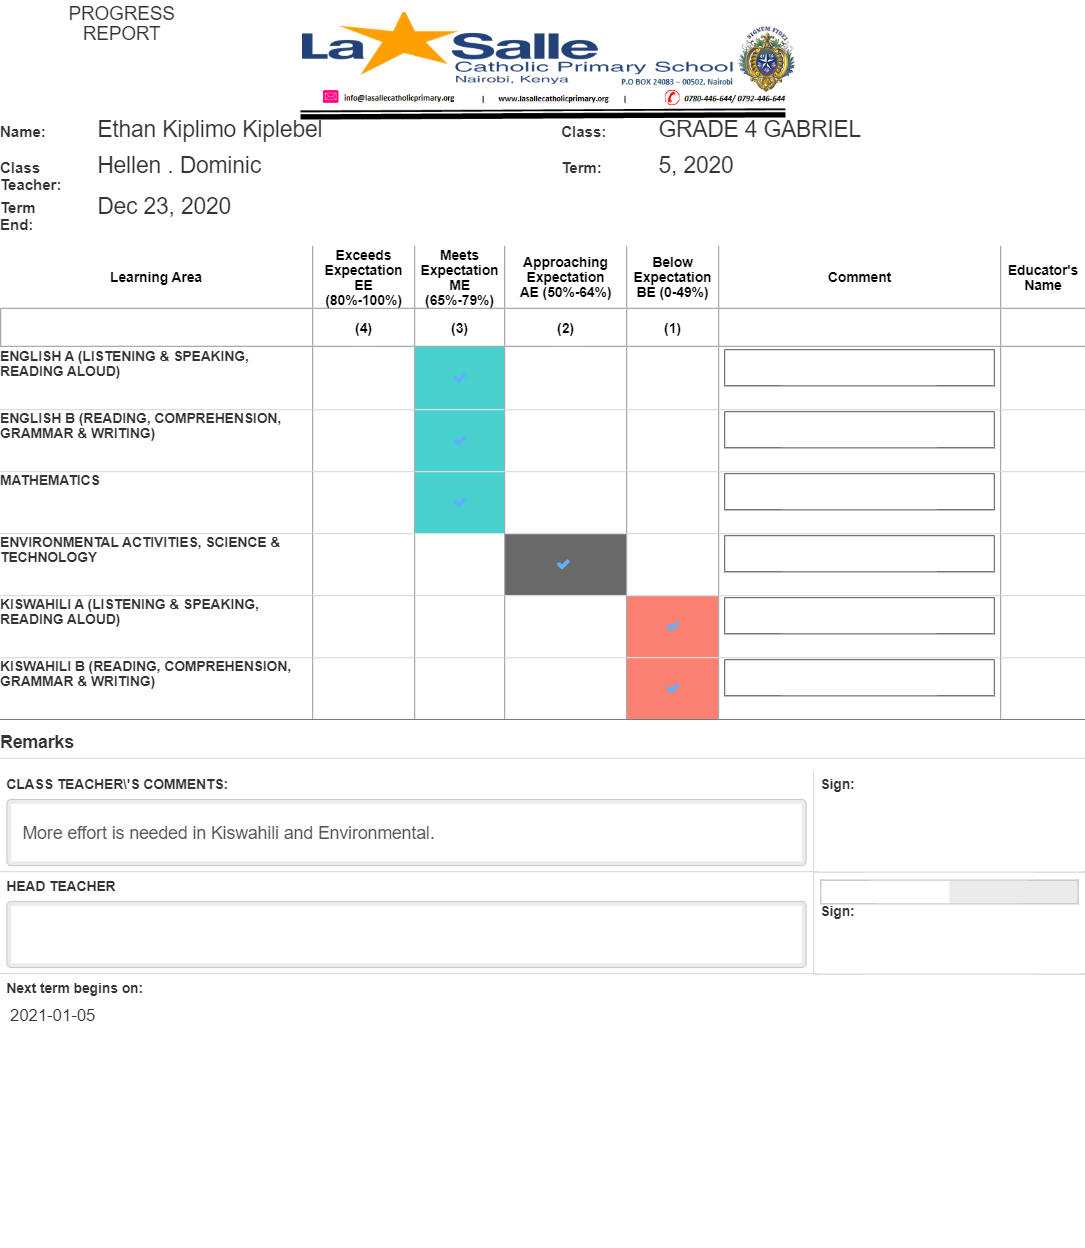 PROGRESS
REPORT
La Salle
Catholic Primary School
Nairobi, Kenya
P.O BOX 24083 – 00502. Nairobi
SIGNUM FIDEI
info@lasallecatholicprimary.org | www.lasallecatholicprimary.org | 0780-446-644/ 0792-446-644
Name: Ethan Kiplimo Kiplebel Class: GRADE 4 GABRIEL
Class Teacher: Hellen . Dominic Term: 5, 2020
Term End: Dec 23, 2020
Learning Area
Exceeds Expectation EE (80%-100%)
Meets Expectation ME (65%-79%)
Approaching Expectation AE (50%-64%)
Below Expectation BE (0-49%)
Comment
Educator's Name
(4) (3) (2) (1)
ENGLISH A (LISTENING & SPEAKING,
READING ALOUD)
ENGLISH B (READING, COMPREHENSION,
GRAMMAR & WRITING)
MATHEMATICS
ENVIRONMENTAL ACTIVITIES, SCIENCE &
TECHNOLOGY
KISWAHILI A (LISTENING & SPEAKING,
READING ALOUD)
KISWAHILI B (READING, COMPREHENSION,
GRAMMAR & WRITING)
Remarks
CLASS TEACHER\'S COMMENTS: Sign:
More effort is needed in Kiswahili and Environmental.
HEAD TEACHER
Sign:
Next term begins on:
2021-01-05